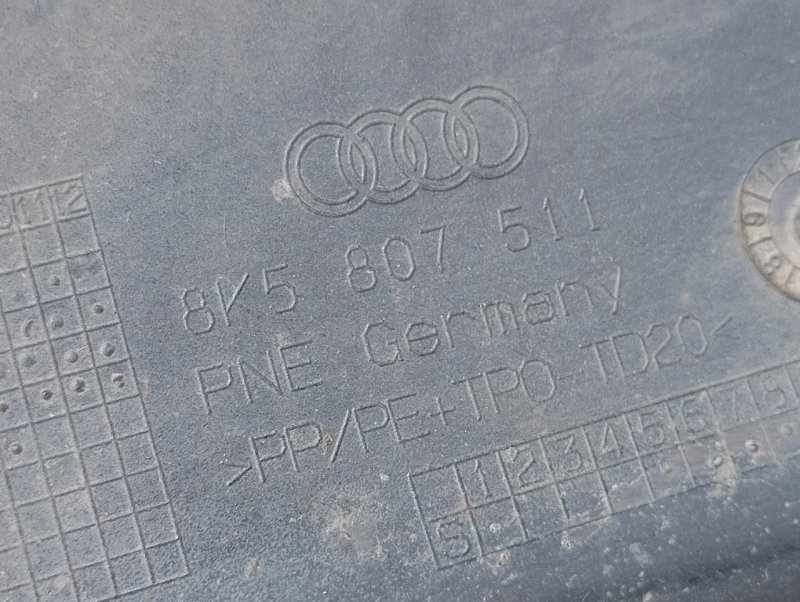 8K5 807 511
PNE Germany
>PP/PE+TPO-TD20<
1 2 3 4 5 6 7 8
S